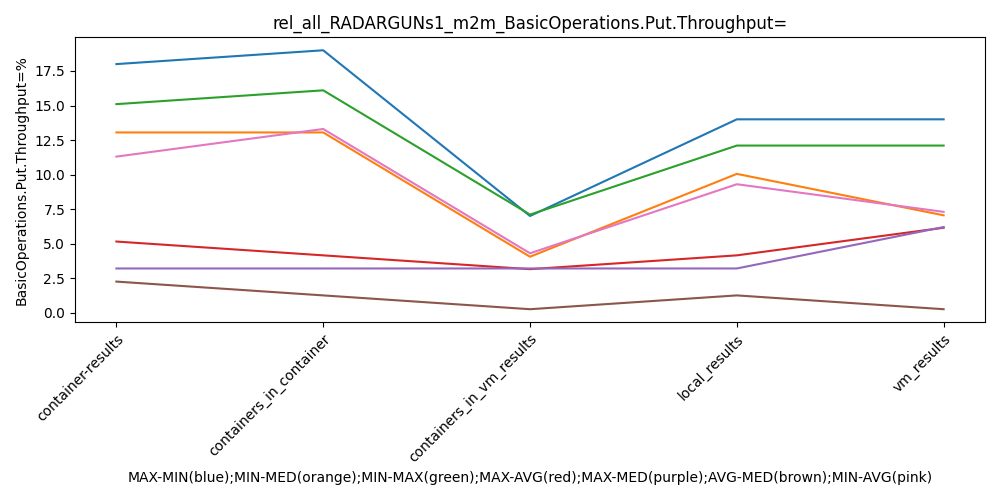 rel_all_RADARGUNs1_m2m_BasicOperations.Put.Throughput=
BasicOperations.Put.Throughput=%
17.5
15.0
12.5
10.0
7.5
5.0
2.5
0.0
container-results
containers_in_container
containers_in_vm_results
local_results
vm_results
MAX-MIN(blue);MIN-MED(orange);MIN-MAX(green);MAX-AVG(red);MAX-MED(purple);AVG-MED(brown);MIN-AVG(pink)